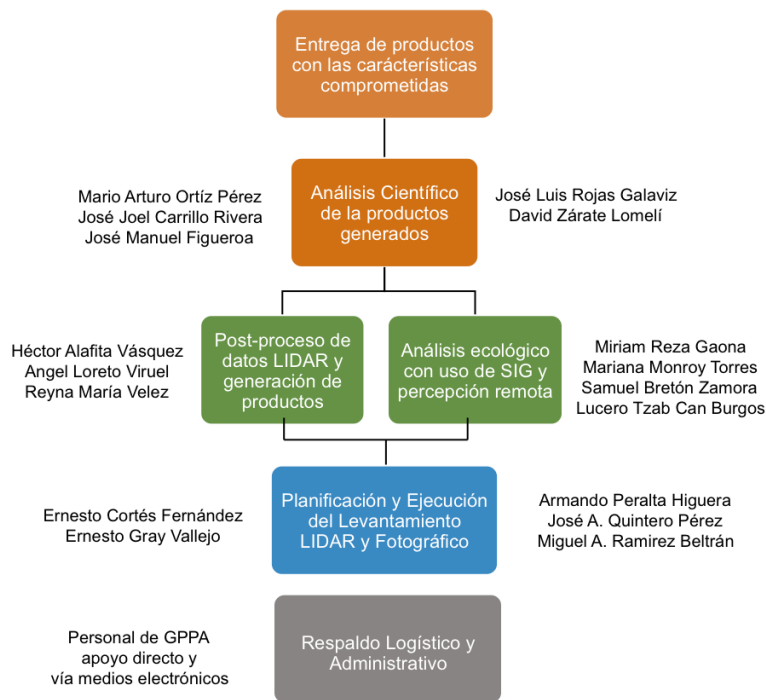 Entrega de productos
con las carácterísticas
comprometidas
Mario Arturo Ortíz Pérez
José Joel Carrillo Rivera
José Manuel Figueroa
Análisis Científico
de la productos
generados
José Luis Rojas Galaviz
David Zárate Lomelí
Héctor Alafita Vásquez
Angel Loreto Viruel
Reyna María Velez
Post-proceso de
datos LIDAR y
generación de
productos
Análisis ecológico
con uso de SIG y
percepción remota
Miriam Reza Gaona
Mariana Monroy Torres
Samuel Bretón Zamora
Lucero Tzab Can Burgos
Ernesto Cortés Fernández
Ernesto Gray Vallejo
Planificación y Ejecución
del Levantamiento
LIDAR y Fotográfico
Armando Peralta Higuera
José A. Quintero Pérez
Miguel A. Ramirez Beltrán
Personal de GPPA
apoyo directo y
vía medios electrónicos
Respaldo Logístico y
Administrativo